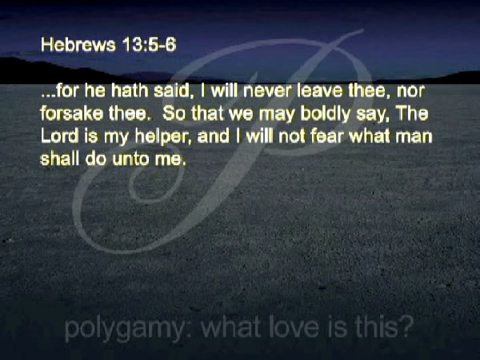 Hebrews 13:5-6
...for he hath said, I will never leave thee, nor
forsake thee.  So that we may boldly say, The
Lord is my helper, and I will not fear what man
shall do unto me.
P
polygamy: what love is this?